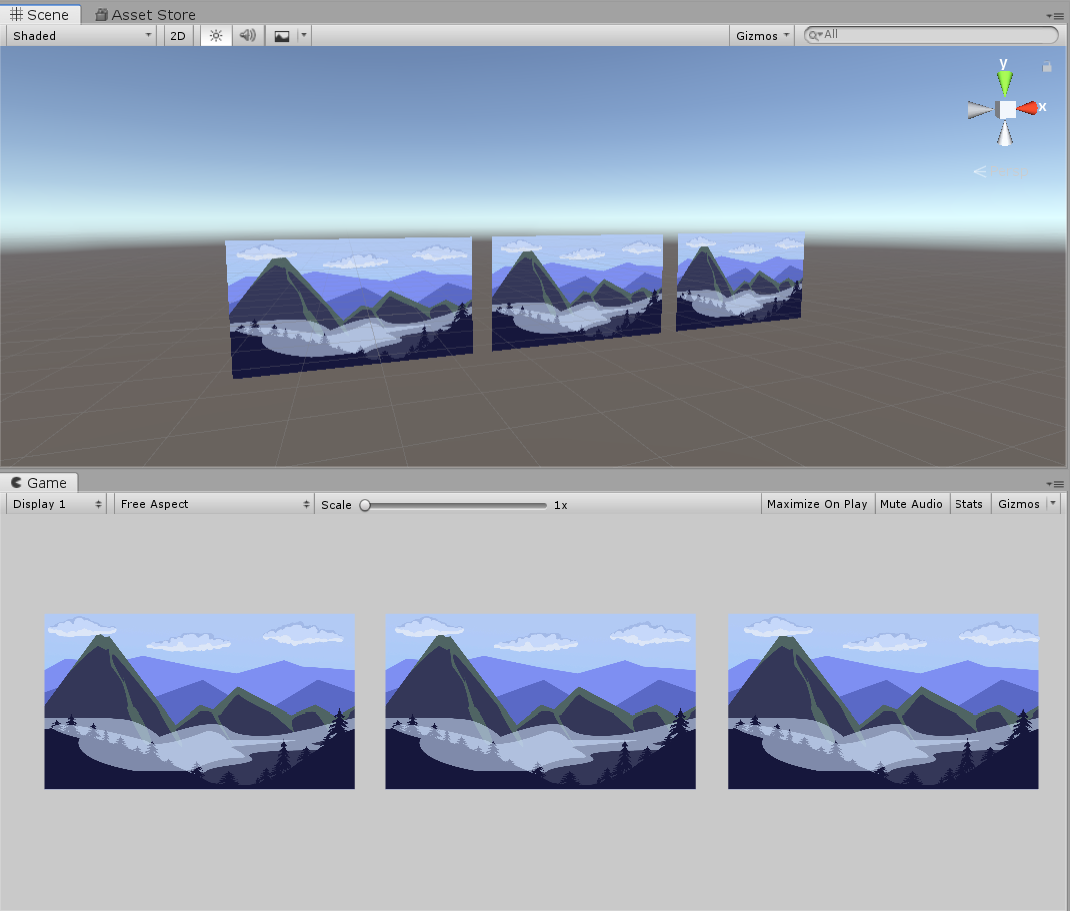 Scene Asset Store
Shaded 2D Gizmos All
y
x
Game
Display 1 Free Aspect Scale 1x Maximize On Play Mute Audio Stats Gizmos